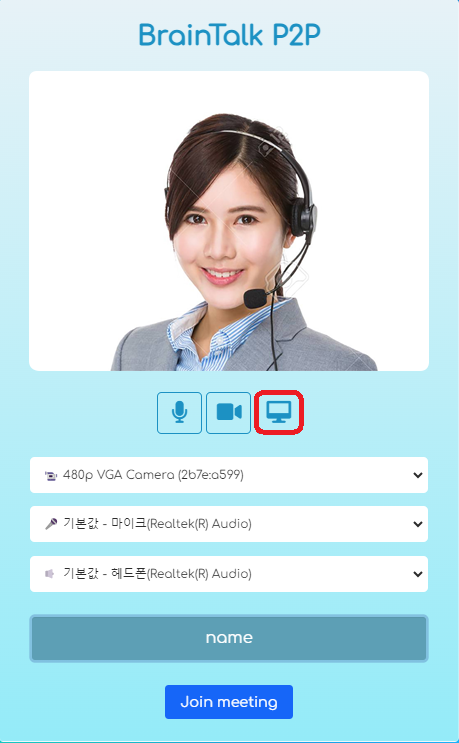 BrainTalk P2P
480p VGA Camera (2b7e:a599)
기본값 - 마이크(Realtek(R) Audio)
기본값 - 헤드폰(Realtek(R) Audio)
name
Join meeting